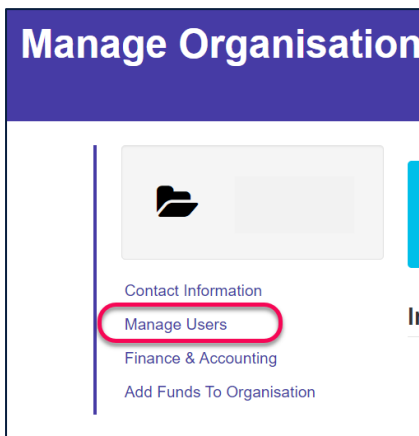 Manage Organisation
Contact Information
Manage Users
Finance & Accounting
Add Funds To Organisation